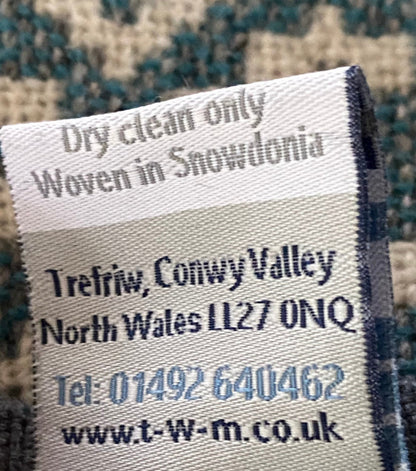 Dry clean only
Woven in Snowdonia
Trefriw, Conwy Valley
North Wales LL27 0NQ
Tel: 01492 640462
www.t-w-m.co.uk